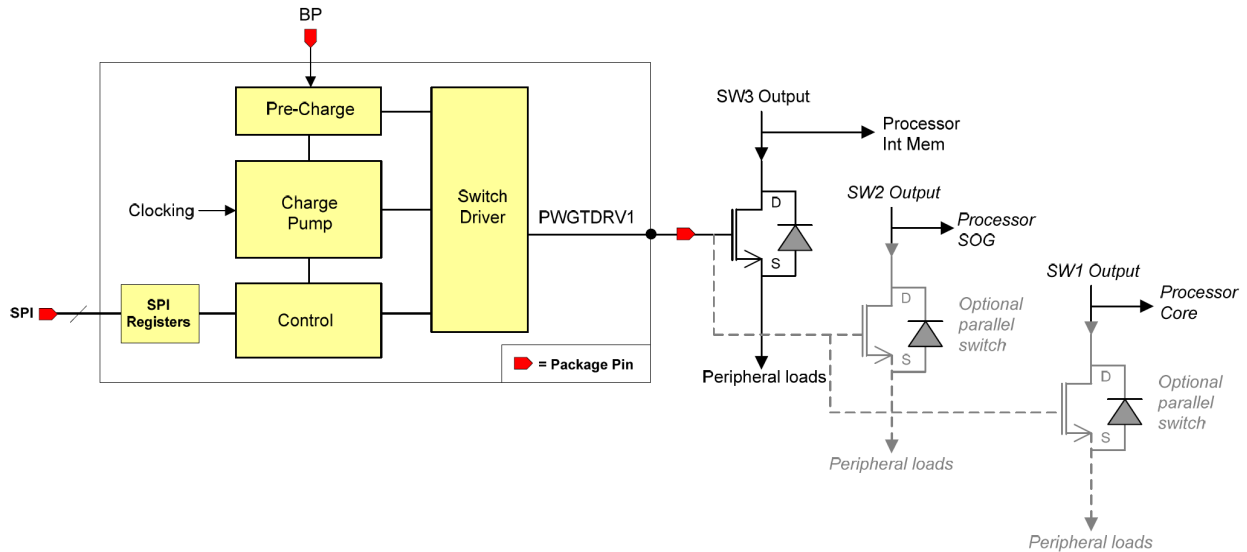 BP
Pre-Charge
Clocking
Charge
Pump
Switch
Driver
PWGTDRV1
SPI
SPI
Registers
Control
= Package Pin
SW3 Output
Processor
Int Mem
D
S
Peripheral loads
SW2 Output
Processor
SOG
D
S
Optional
parallel
switch
Peripheral loads
SW1 Output
Processor
Core
D
S
Optional
parallel
switch
Peripheral loads